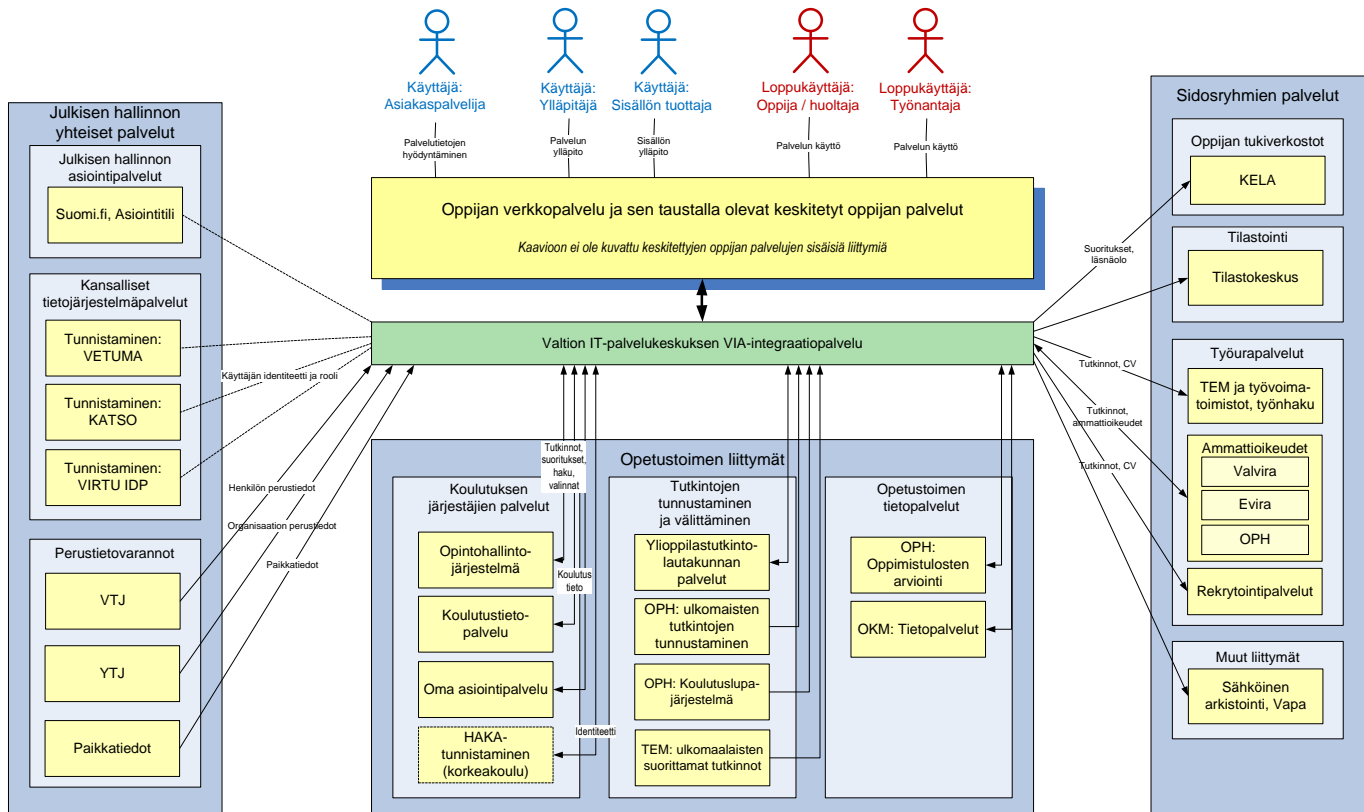 Käyttäjä:
Asiakaspalvelija
Käyttäjä:
Ylläpitäjä
Käyttäjä:
Sisällön tuottaja
Loppukäyttäjä:
Oppija / huoltaja
Loppukäyttäjä:
Työnantaja
Palvelutietojen
hyödyntäminen
Palvelun
ylläpito
Sisällön
ylläpito
Palvelun käyttö
Palvelun käyttö
Oppijan verkkopalvelu ja sen taustalla olevat keskitetyt oppijan palvelut
Kaavioon ei ole kuvattu keskitettyjen oppijan palvelujen sisäisiä liittymiä
Valtion IT-palvelukeskuksen VIA-integraatiopalvelu
Julkisen hallinnon
yhteiset palvelut
Julkisen hallinnon
asiointipalvelut
Suomi.fi, Asiointitili
Kansalliset
tietojärjestelmäpalvelut
Tunnistaminen:
VETUMA
Tunnistaminen:
KATSO
Tunnistaminen:
VIRTU IDP
Käyttäjän identiteetti ja rooli
Perustietovarannot
VTJ
YTJ
Paikkatiedot
Henkilön perustiedot
Organisaation perustiedot
Paikkatiedot
Opetustoimen liittymät
Tutkinnot,
suoritukset,
haku,
valinnat
Koulutus
tieto
Identiteetti
Koulutuksen
järjestäjien palvelut
Opintohallinto-
järjestelmä
Koulutustieto-
palvelu
Oma asiointipalvelu
HAKA-
tunnistaminen
(korkeakoulu)
Tutkintojen
tunnustaminen
ja välittäminen
Ylioppilastutkinto-
lautakunnan
palvelut
OPH: ulkomaisten
tutkintojen
tunnustaminen
OPH: Koulutuslupa-
järjestelmä
TEM: ulkomaalaisten
suorittamat tutkinnot
Opetustoimen
tietopalvelut
OPH:
Oppimistulosten
arviointi
OKM: Tietopalvelut
Sidosryhmien palvelut
Oppijan tukiverkostot
KELA
Tilastointi
Tilastokeskus
Työurapalvelut
TEM ja työvoima-
toimistot, työnhaku
Ammattioikeudet
Valvira
Evira
OPH
Rekrytointipalvelut
Muut liittymät
Sähköinen
arkistointi, Vapa
Suoritukset,
läsnäolo
Tutkinnot, CV
Tutkinnot,
ammattioikeudet
Tutkinnot, CV